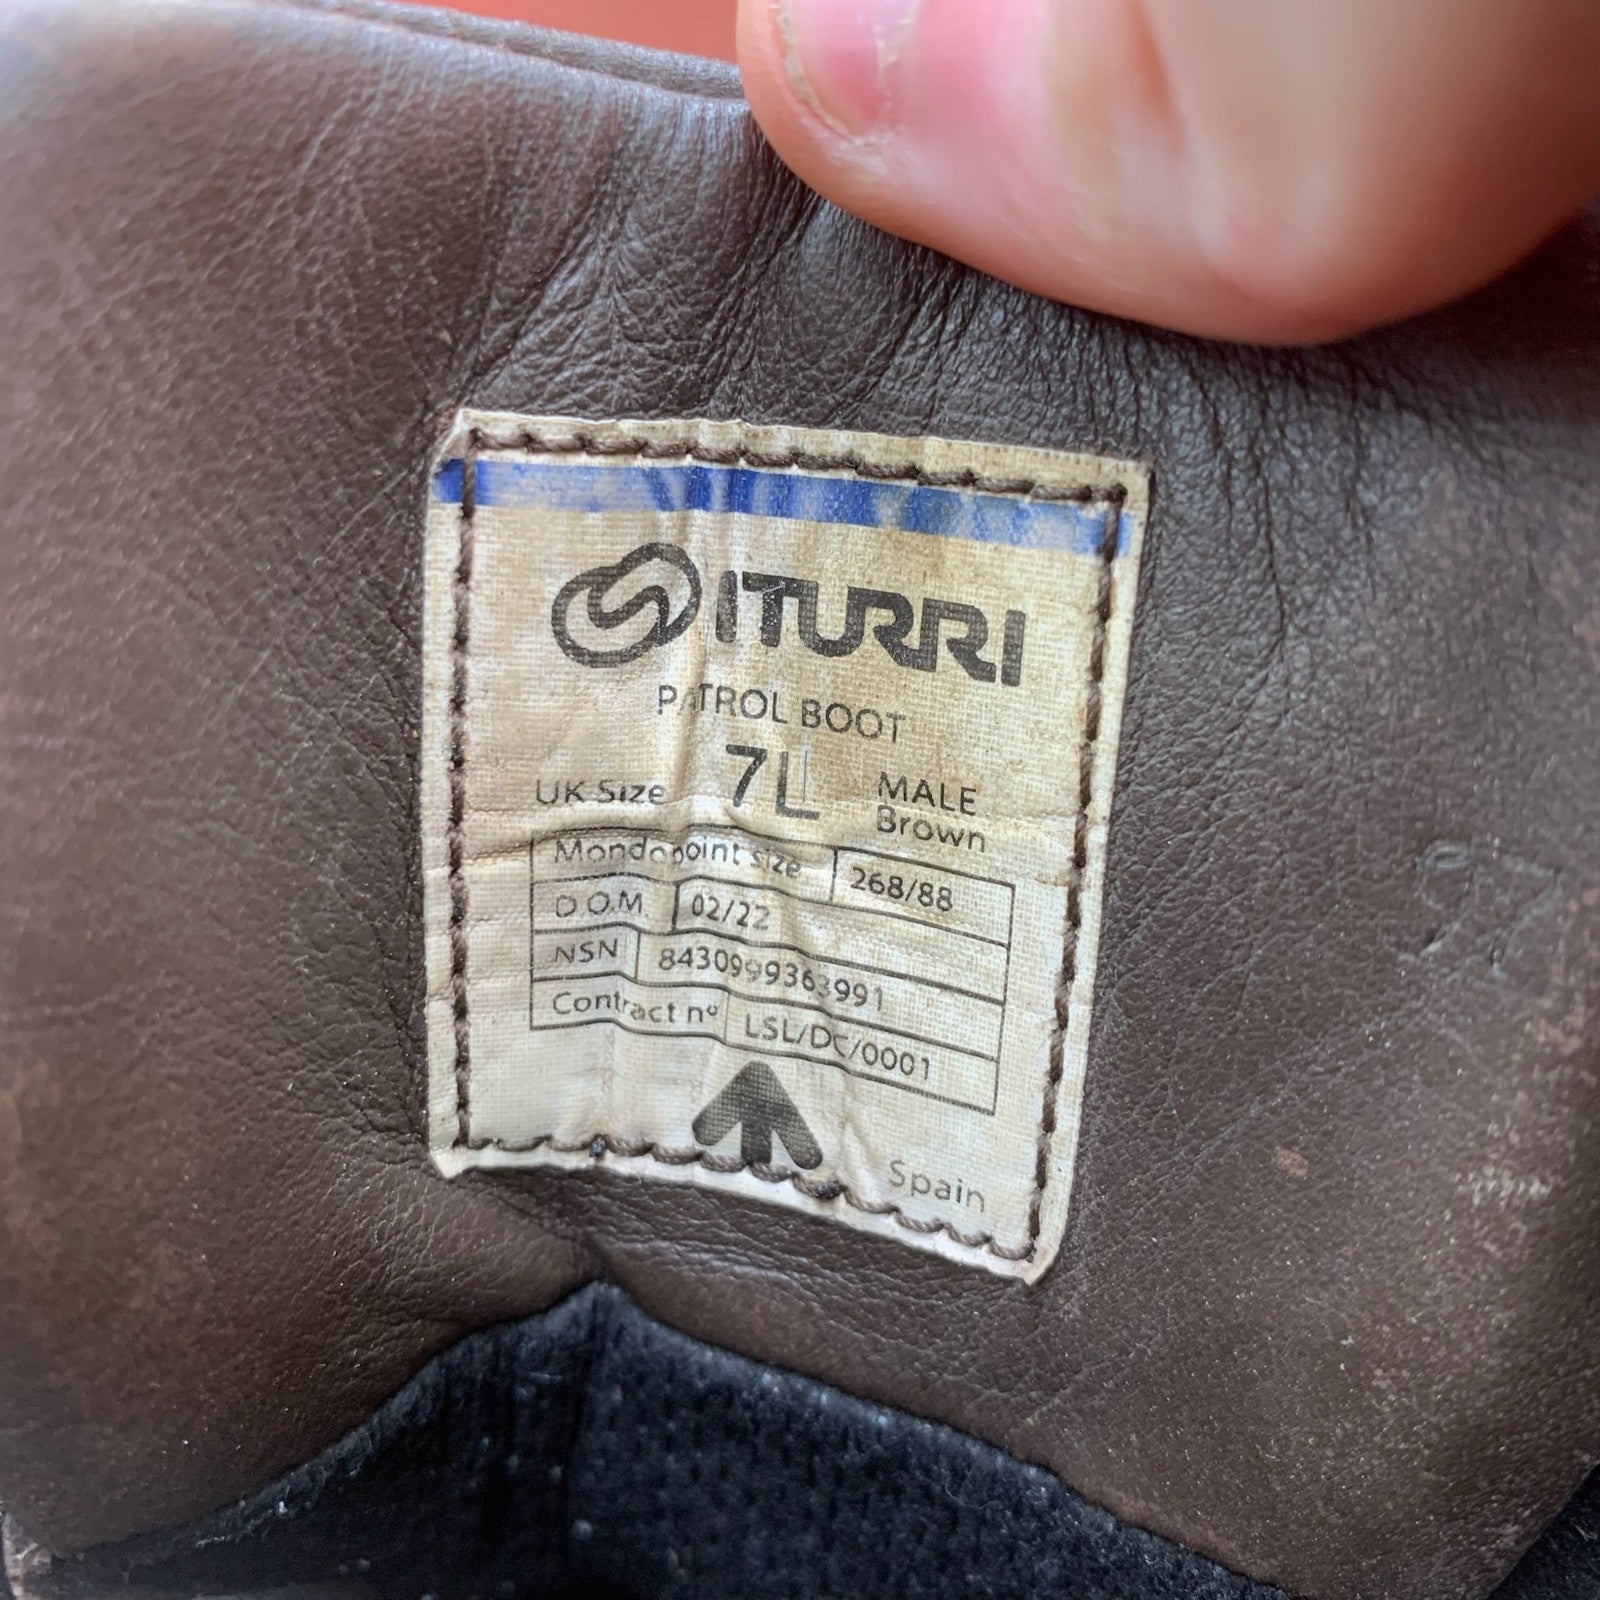 ITURRI
PATROL BOOT
UK Size 7L MALE
Brown
Mondopoint size 268/88
D.O.M. 02/22
NSN 8430999363991
Contract nº LSL/DC/0001
Spain